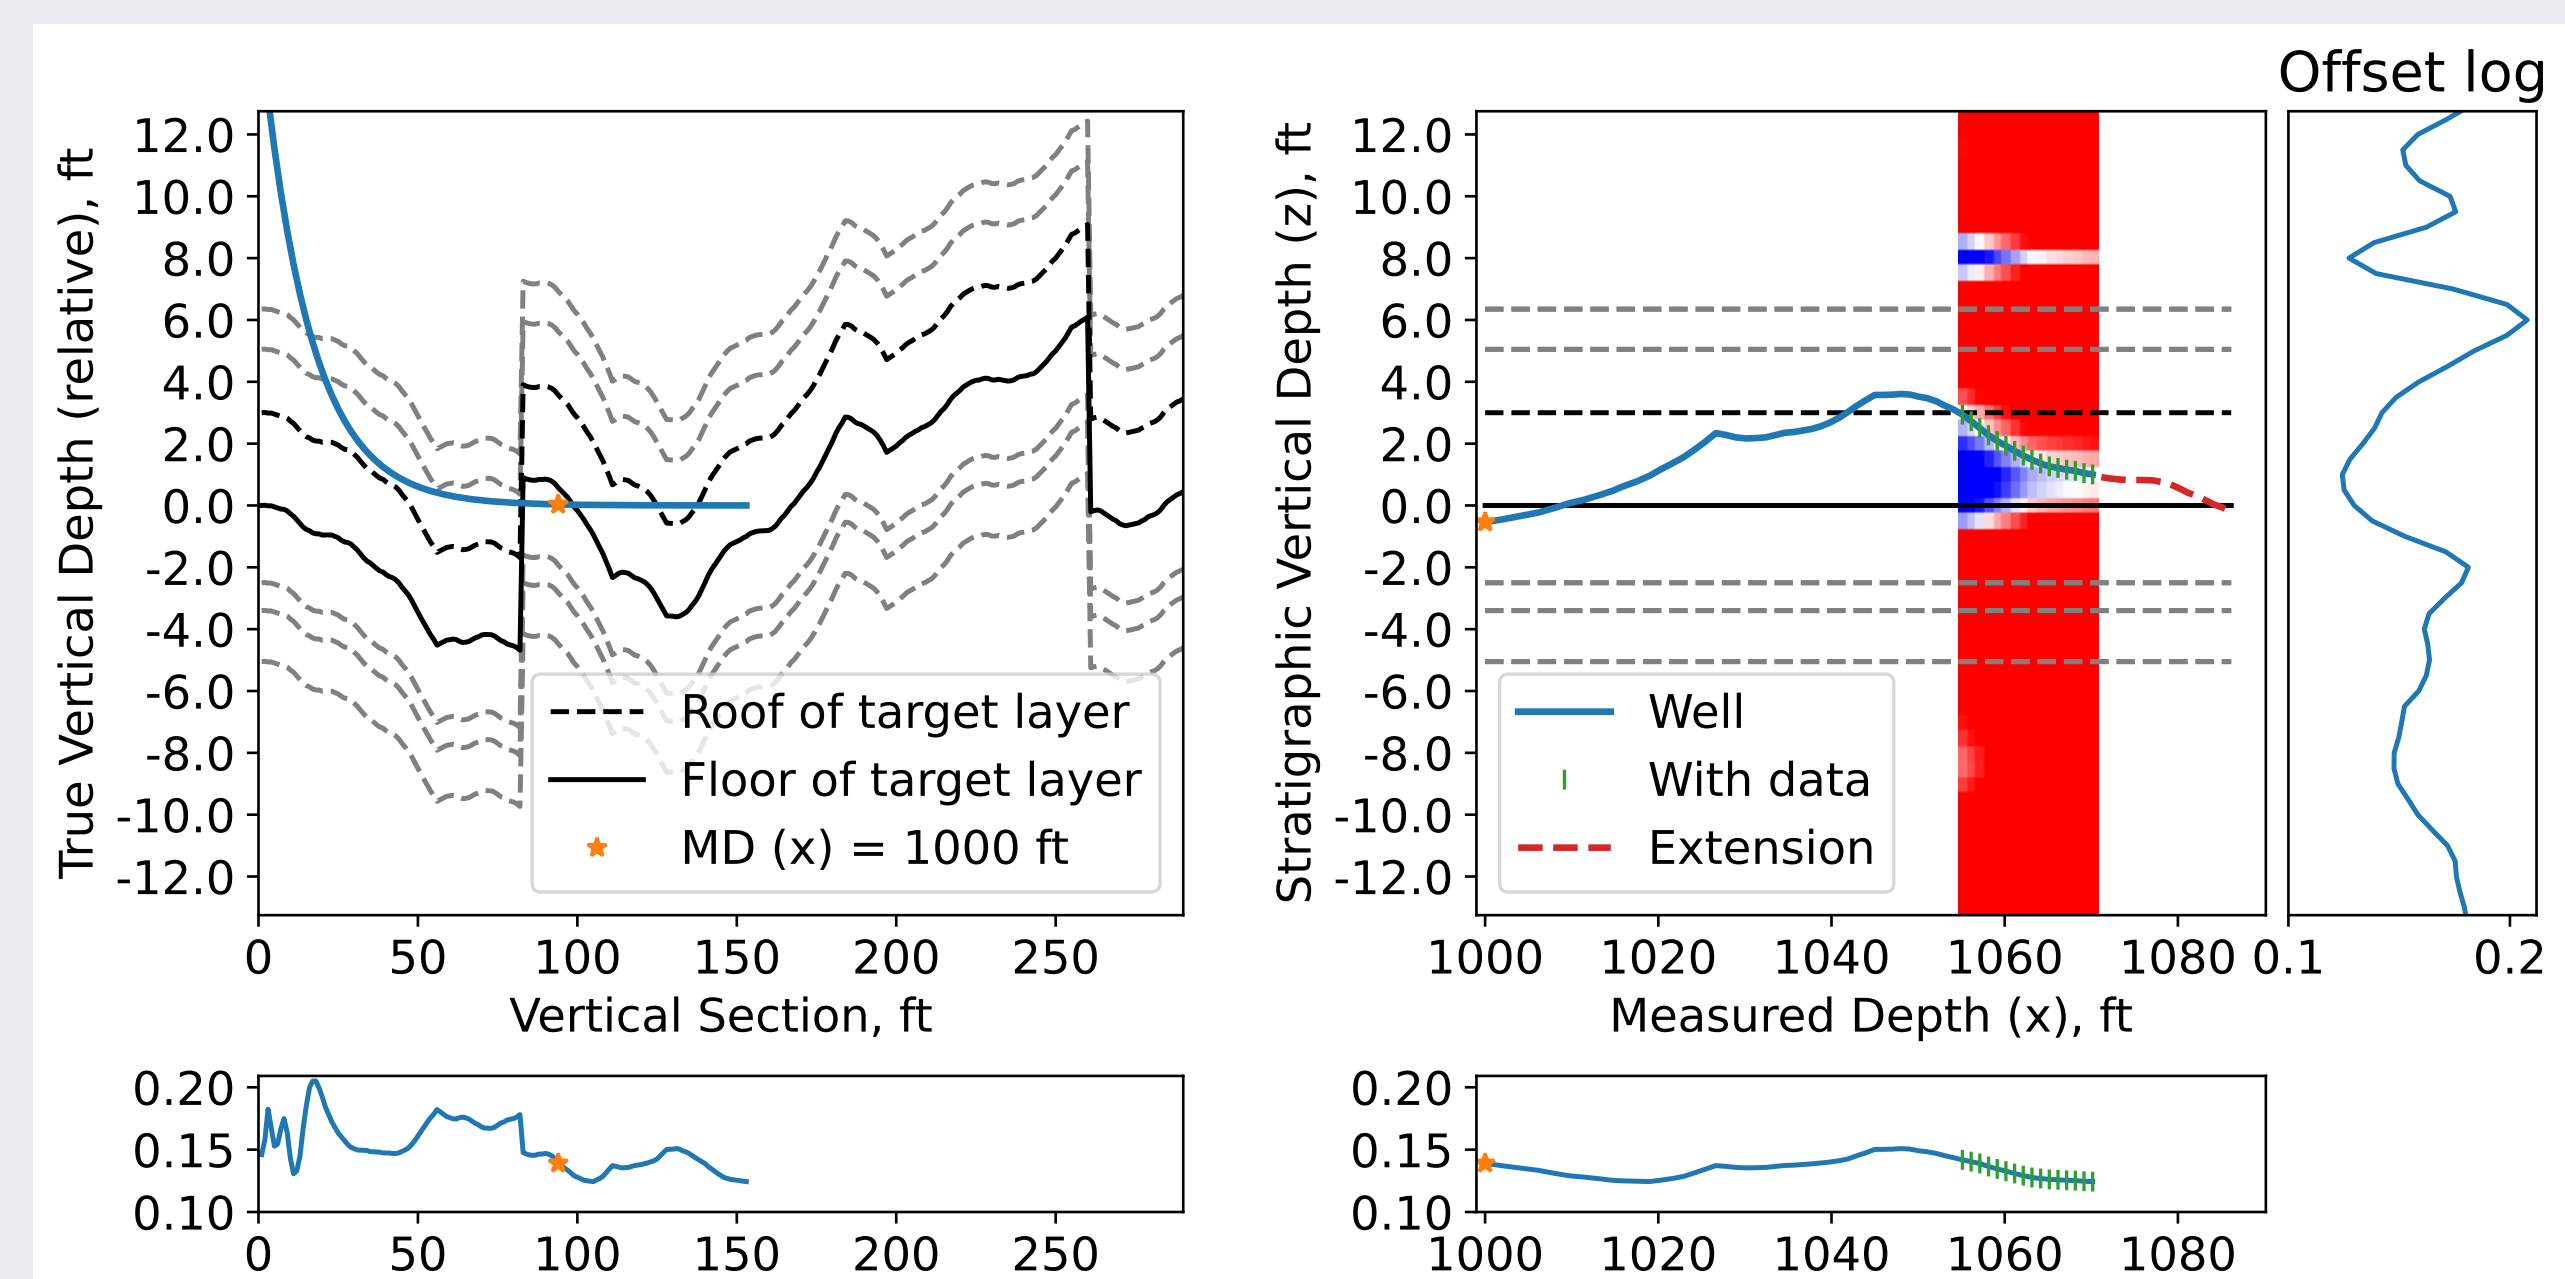 Offset log
True Vertical Depth (relative), ft
12.0
10.0
8.0
6.0
4.0
2.0
0.0
-2.0
-4.0
-6.0
-8.0
-10.0
-12.0
Roof of target layer
Floor of target layer
MD (x) = 1000 ft
0 50 100 150 200 250
Vertical Section, ft
Stratigraphic Vertical Depth (z), ft
12.0
10.0
8.0
6.0
4.0
2.0
0.0
-2.0
-4.0
-6.0
-8.0
-10.0
-12.0
Well
With data
Extension
1000 1020 1040 1060 1080
Measured Depth (x), ft
0.1 0.2
0.20
0.15
0.10
0 50 100 150 200 250
0.20
0.15
0.10
1000 1020 1040 1060 1080